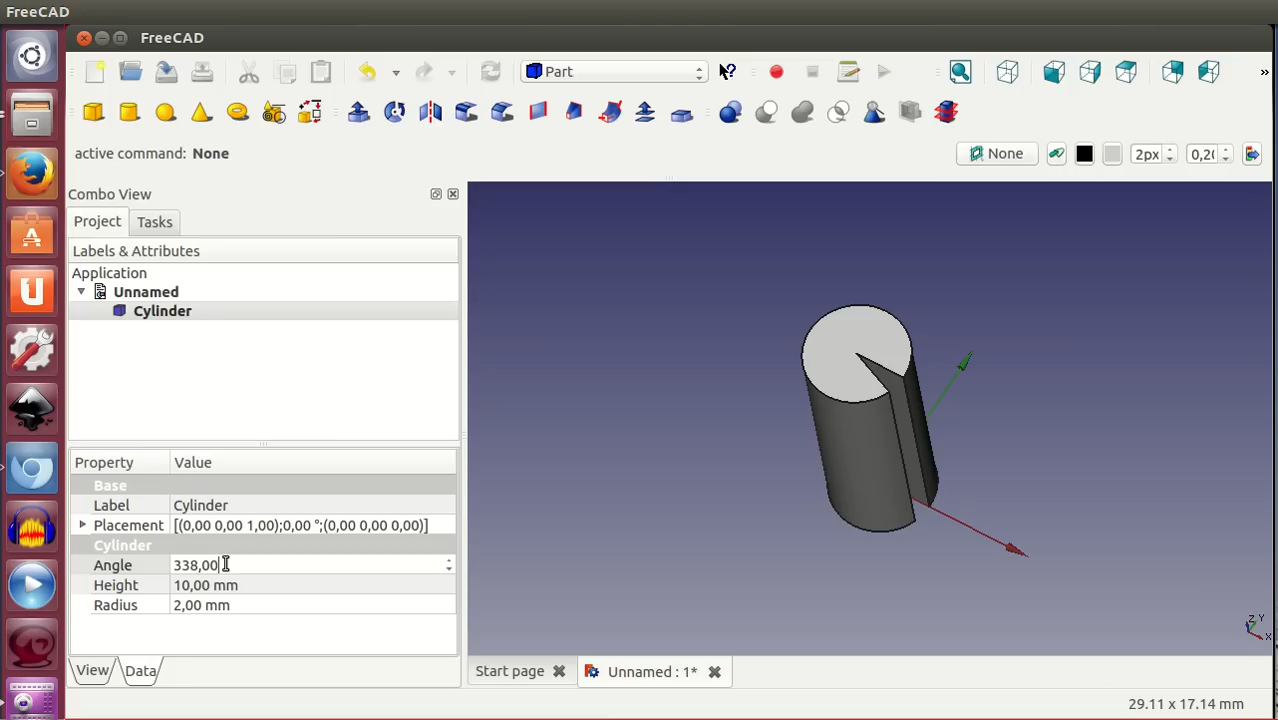 FreeCAD
FreeCAD
Part
active command: None
None
2px
0,2(
Combo View
Project
Tasks
Labels & Attributes
Application
Unnamed
Cylinder
Property Value
Base
Label Cylinder
Placement [(0,00 0,00 1,00);0,00 °;(0,00 0,00 0,00)]
Cylinder
Angle 338,00
Height 10,00 mm
Radius 2,00 mm
View
Data
Start page
Unnamed : 1*
Z Y
X
29.11 x 17.14 mm